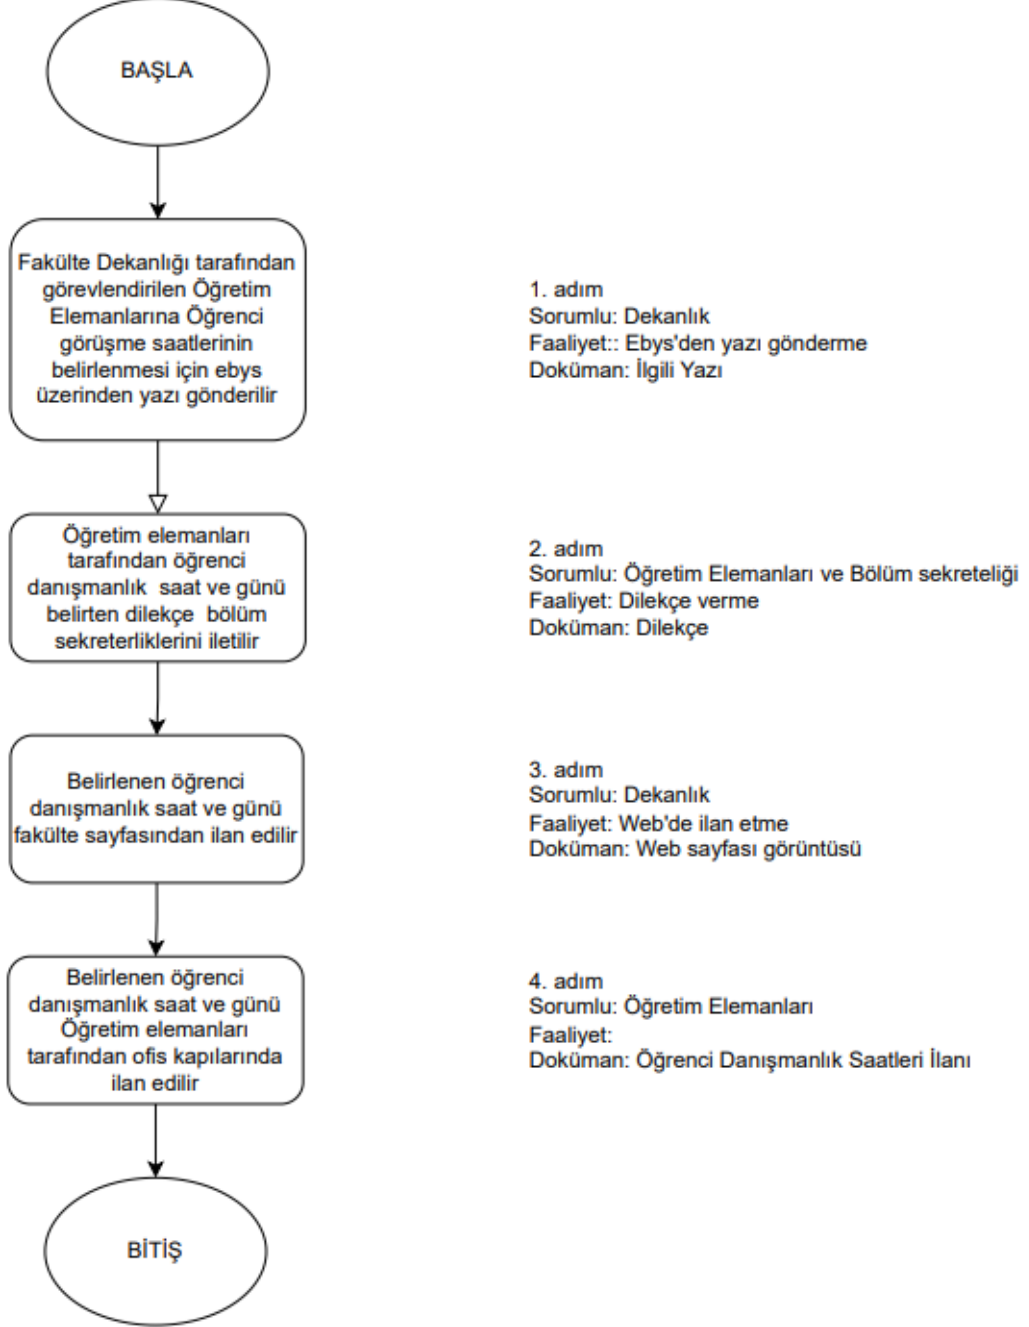 BAŞLA
Fakülte Dekanlığı tarafından
görevlendirilen Öğretim
Elemanlarına Öğrenci
görüşme saatlerinin
belirlenmesi için ebys
üzerinden yazı gönderilir
1. adım
Sorumlu: Dekanlık
Faaliyet:: Ebys'den yazı gönderme
Doküman: İlgili Yazı
Öğretim elemanları
tarafından öğrenci
danışmanlık saat ve günü
belirten dilekçe bölüm
sekreterliklerini iletilir
2. adım
Sorumlu: Öğretim Elemanları ve Bölüm sekreteliği
Faaliyet: Dilekçe verme
Doküman: Dilekçe
Belirlenen öğrenci
danışmanlık saat ve günü
fakülte sayfasından ilan edilir
3. adım
Sorumlu: Dekanlık
Faaliyet: Web'de ilan etme
Doküman: Web sayfası görüntüsü
Belirlenen öğrenci
danışmanlık saat ve günü
Öğretim elemanları
tarafından ofis kapılarında
ilan edilir
4. adım
Sorumlu: Öğretim Elemanları
Faaliyet:
Doküman: Öğrenci Danışmanlık Saatleri İlanı
BİTİŞ